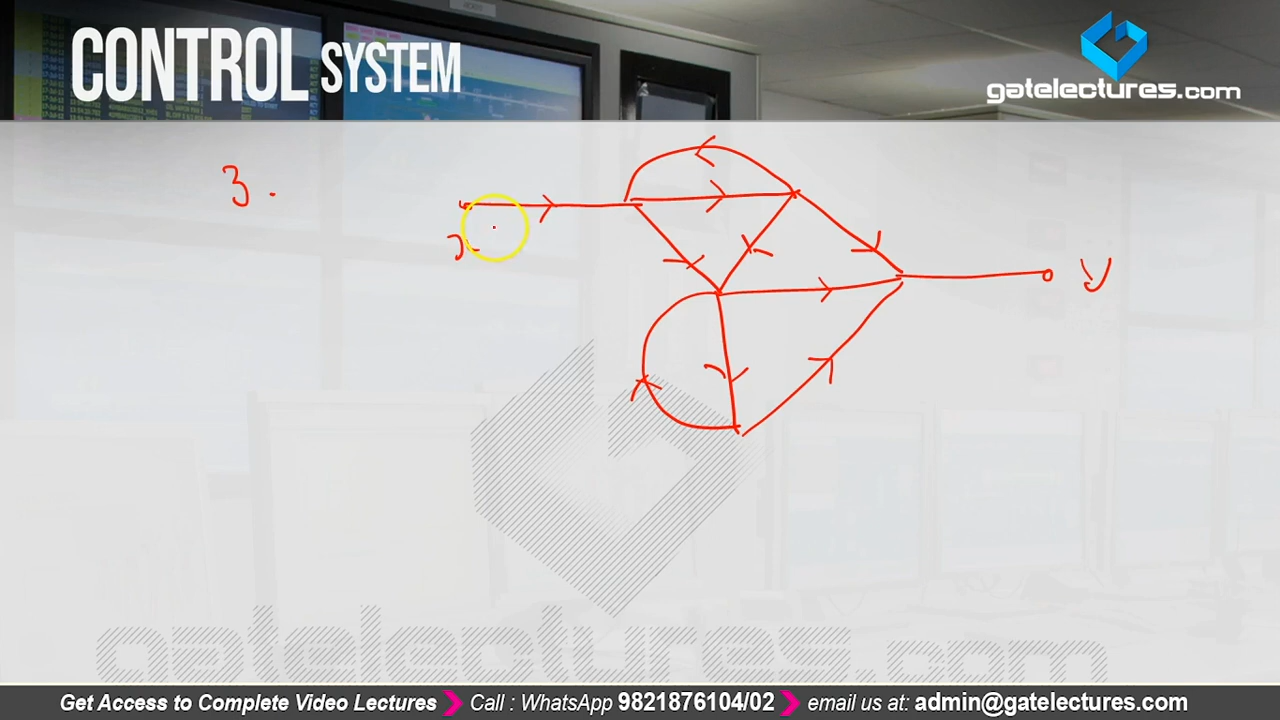 CONTROL SYSTEM
gatelectures.com
3.
x
y
gatelectures.com
Get Access to Complete Video Lectures Call : WhatsApp 9821876104/02 email us at: admin@gatelectures.com